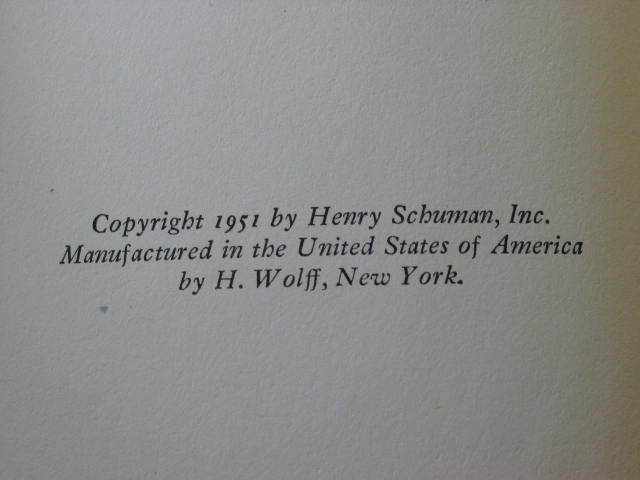 Copyright 1951 by Henry Schuman, Inc.
Manufactured in the United States of America
by H. Wolff, New York.